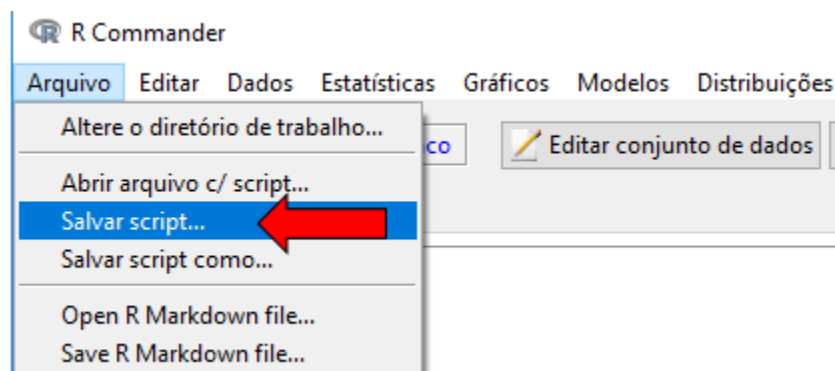 R Commander
Arquivo Editar Dados Estatísticas Gráficos Modelos Distribuições
Altere o diretório de trabalho...
co Editar conjunto de dados
Abrir arquivo c/ script...
Salvar script...
Salvar script como...
Open R Markdown file...
Save R Markdown file...